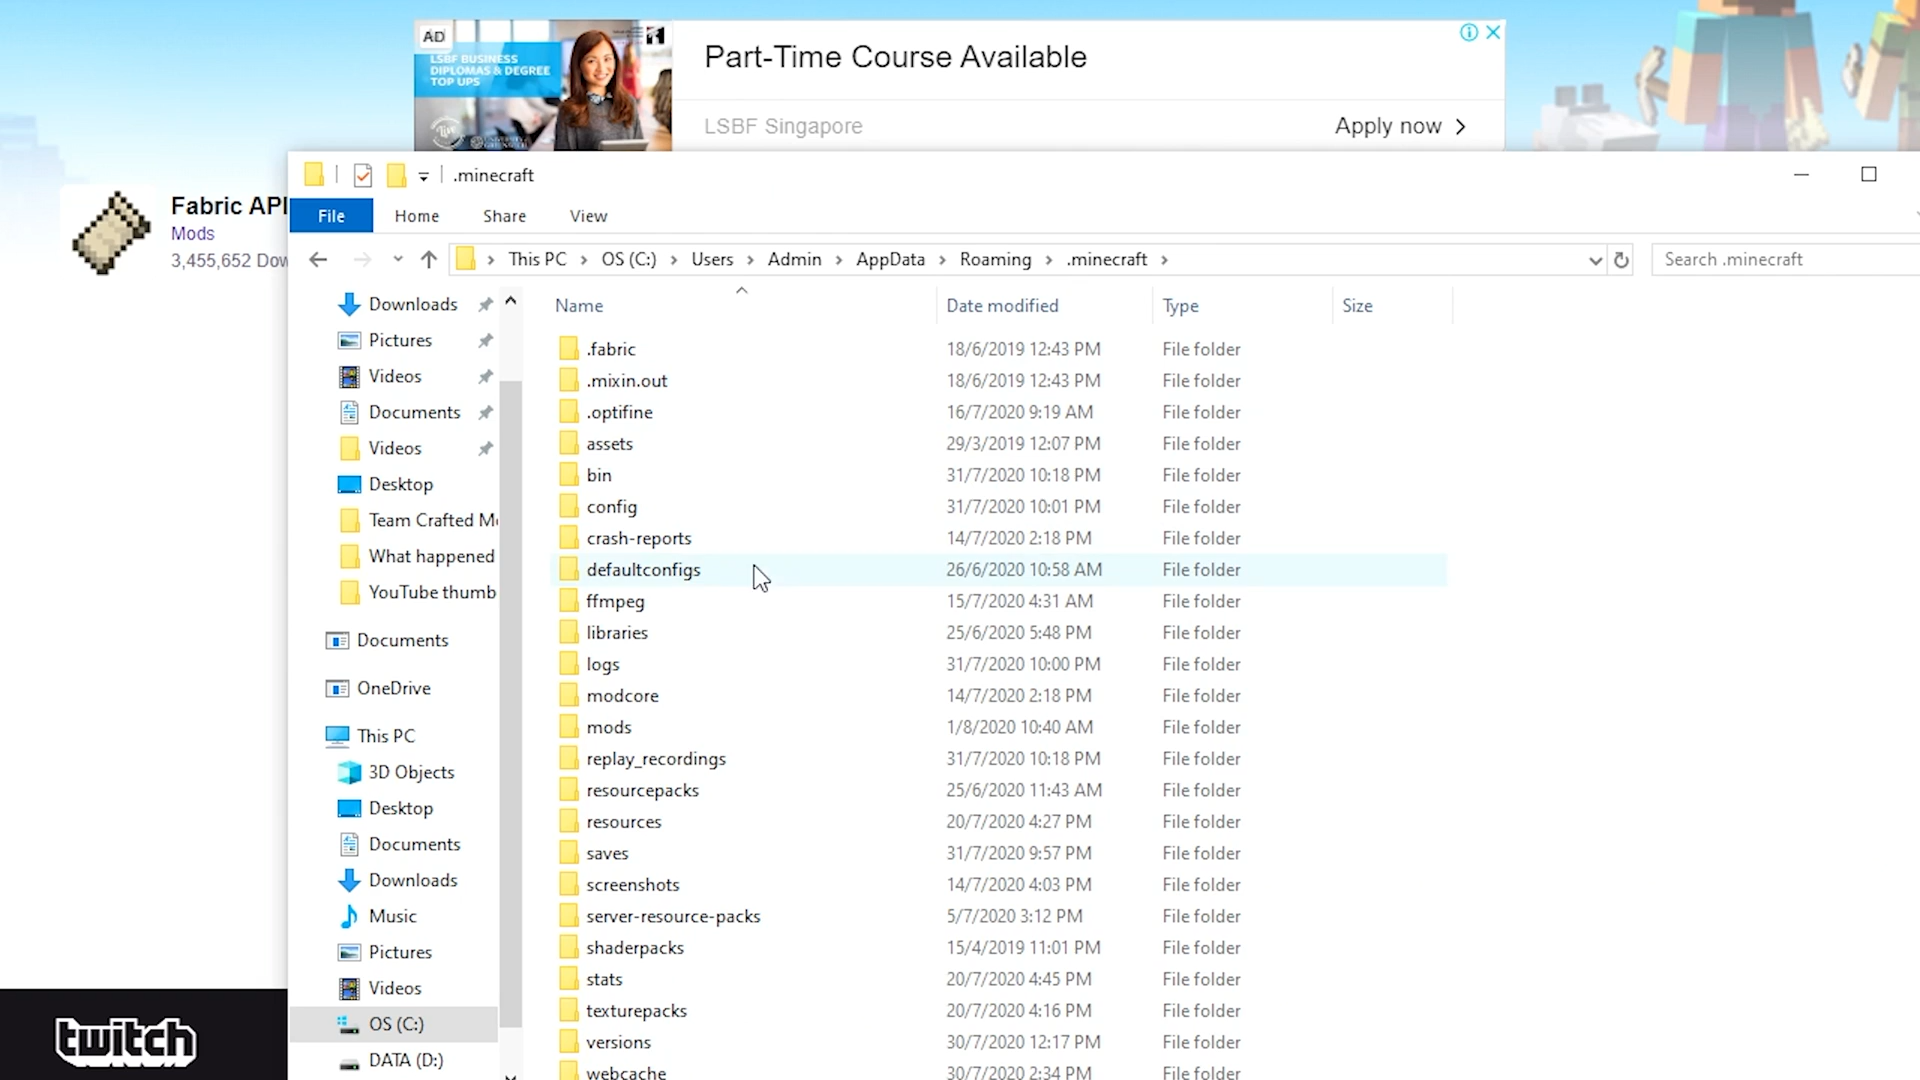 AD
LSBF BUSINESS
DIPLOMAS & DEGREE
TOP UPS
Part-Time Course Available
LSBF Singapore
Apply now
Fabric API
Mods
3,455,652 Dow
.minecraft
File Home Share View
This PC OS (C:) Users Admin AppData Roaming .minecraft
Search .minecraft
Downloads
Pictures
Videos
Documents
Videos
Desktop
Team Crafted M
What happened
YouTube thumb
Documents
OneDrive
This PC
3D Objects
Desktop
Documents
Downloads
Music
Pictures
Videos
OS (C:)
DATA (D:)
Name Date modified Type Size
.fabric 18/6/2019 12:43 PM File folder
.mixin.out 18/6/2019 12:43 PM File folder
.optifine 16/7/2020 9:19 AM File folder
assets 29/3/2019 12:07 PM File folder
bin 31/7/2020 10:18 PM File folder
config 31/7/2020 10:01 PM File folder
crash-reports 14/7/2020 2:18 PM File folder
defaultconfigs 26/6/2020 10:58 AM File folder
ffmpeg 15/7/2020 4:31 AM File folder
libraries 25/6/2020 5:48 PM File folder
logs 31/7/2020 10:00 PM File folder
modcore 14/7/2020 2:18 PM File folder
mods 1/8/2020 10:40 AM File folder
replay_recordings 31/7/2020 10:18 PM File folder
resourcepacks 25/6/2020 11:43 AM File folder
resources 20/7/2020 4:27 PM File folder
saves 31/7/2020 9:57 PM File folder
screenshots 14/7/2020 4:03 PM File folder
server-resource-packs 5/7/2020 3:12 PM File folder
shaderpacks 15/4/2019 11:01 PM File folder
stats 20/7/2020 4:45 PM File folder
texturepacks 20/7/2020 4:16 PM File folder
versions 30/7/2020 12:17 PM File folder
webcache 30/7/2020 2:34 PM File folder
twitch